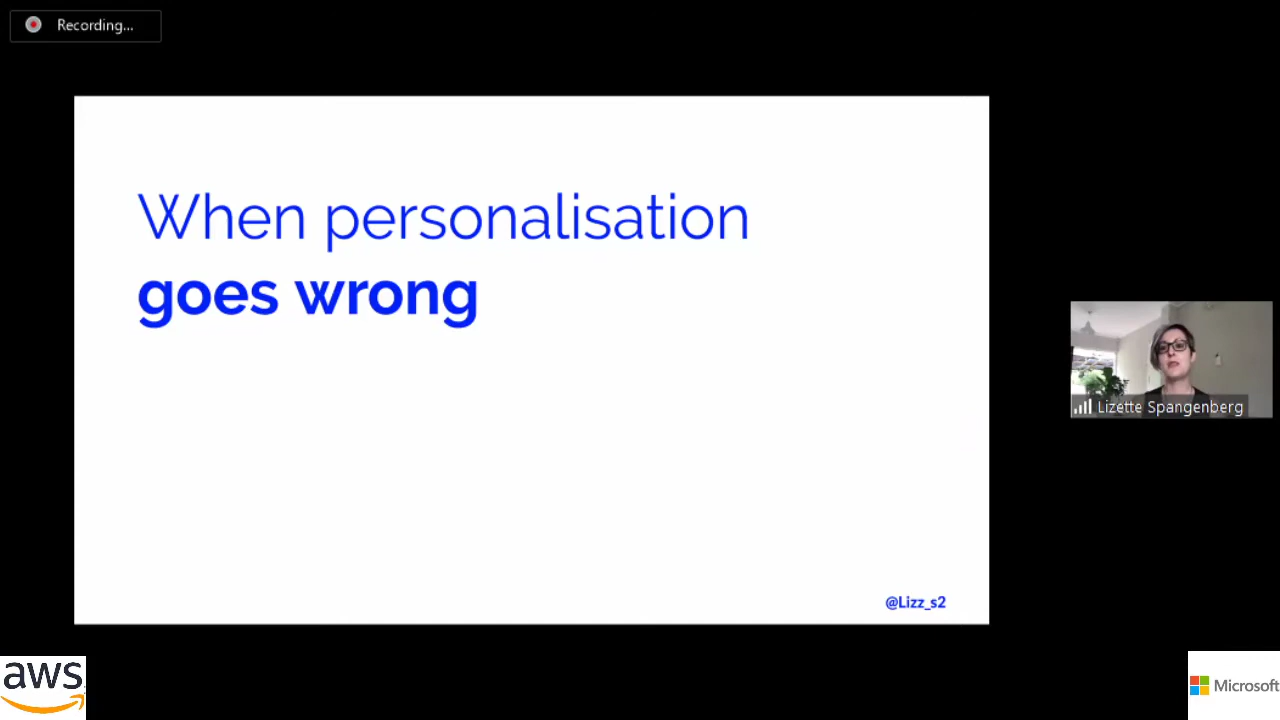 Recording...
When personalisation
goes wrong
@Lizz_s2
Lizette Spangenberg
aws
Microsoft